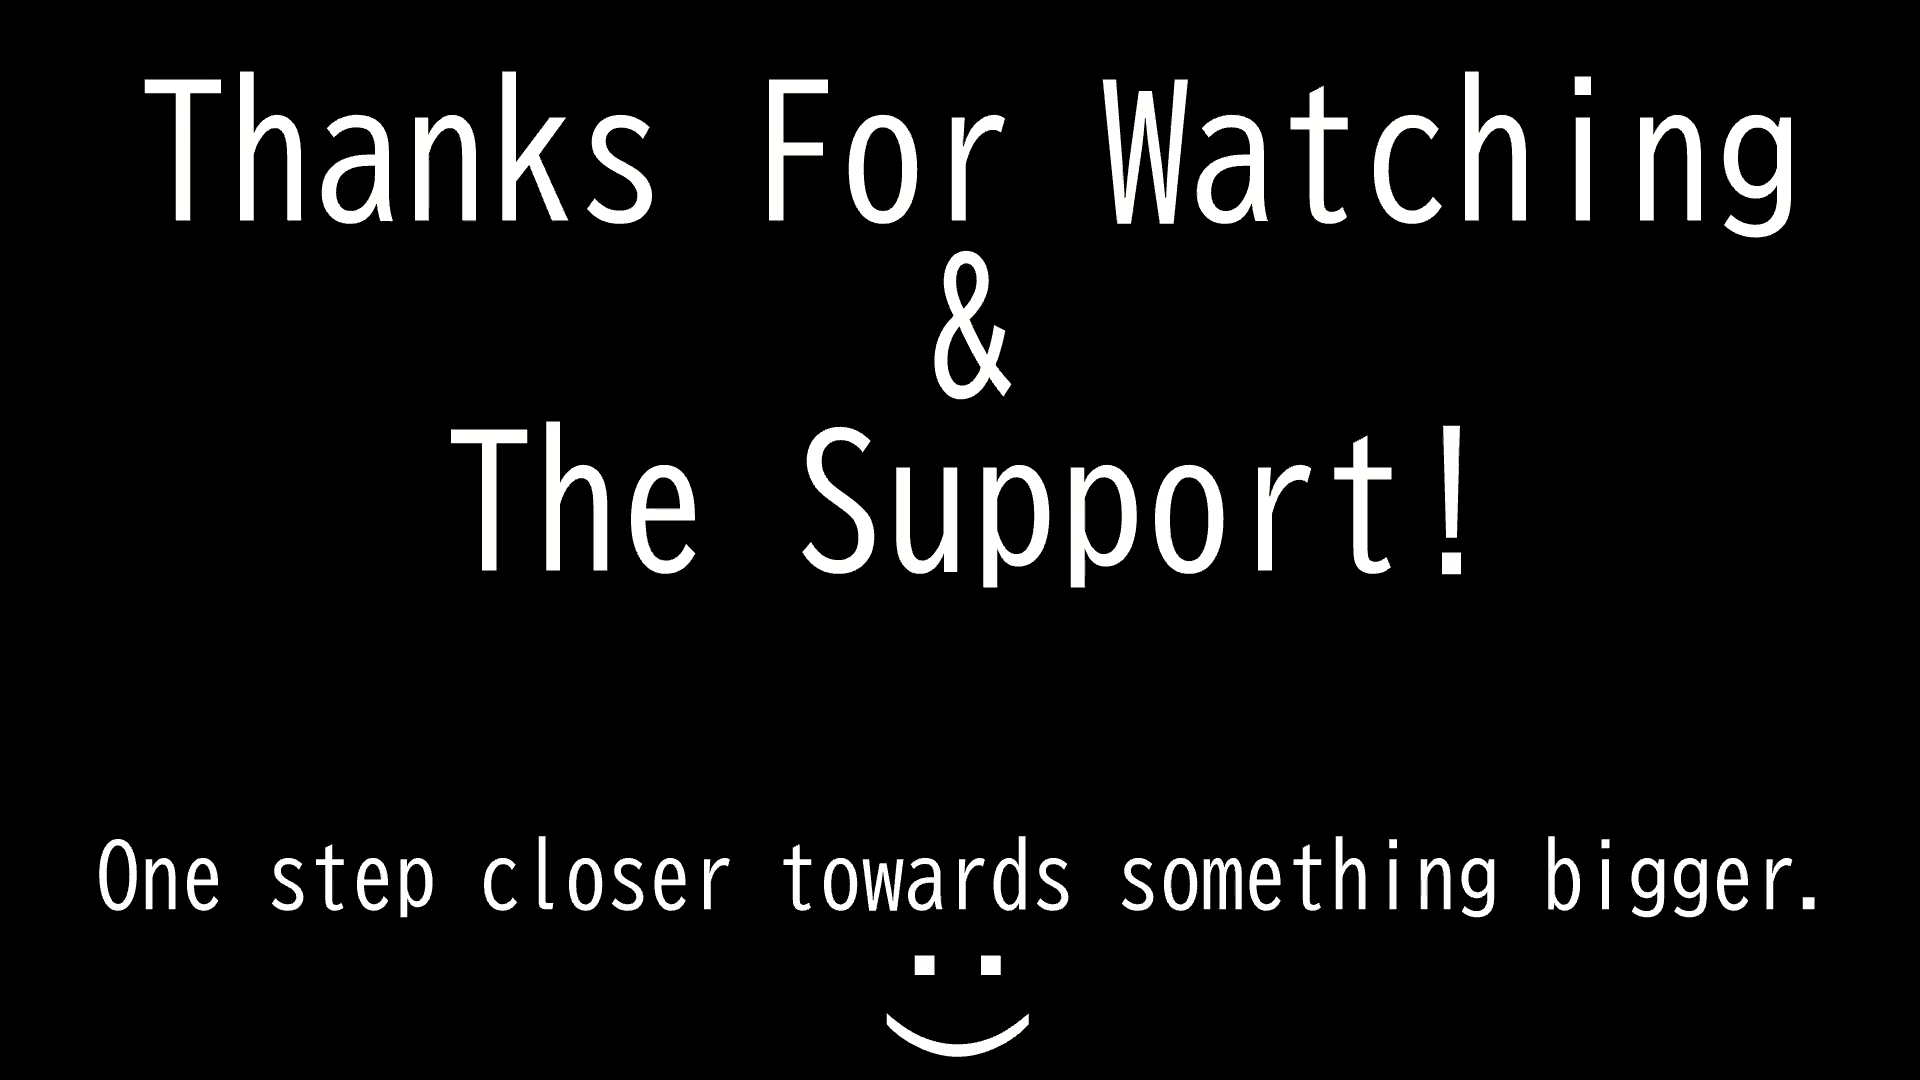 Thanks For Watching
&
The Support!
One step closer towards something bigger.